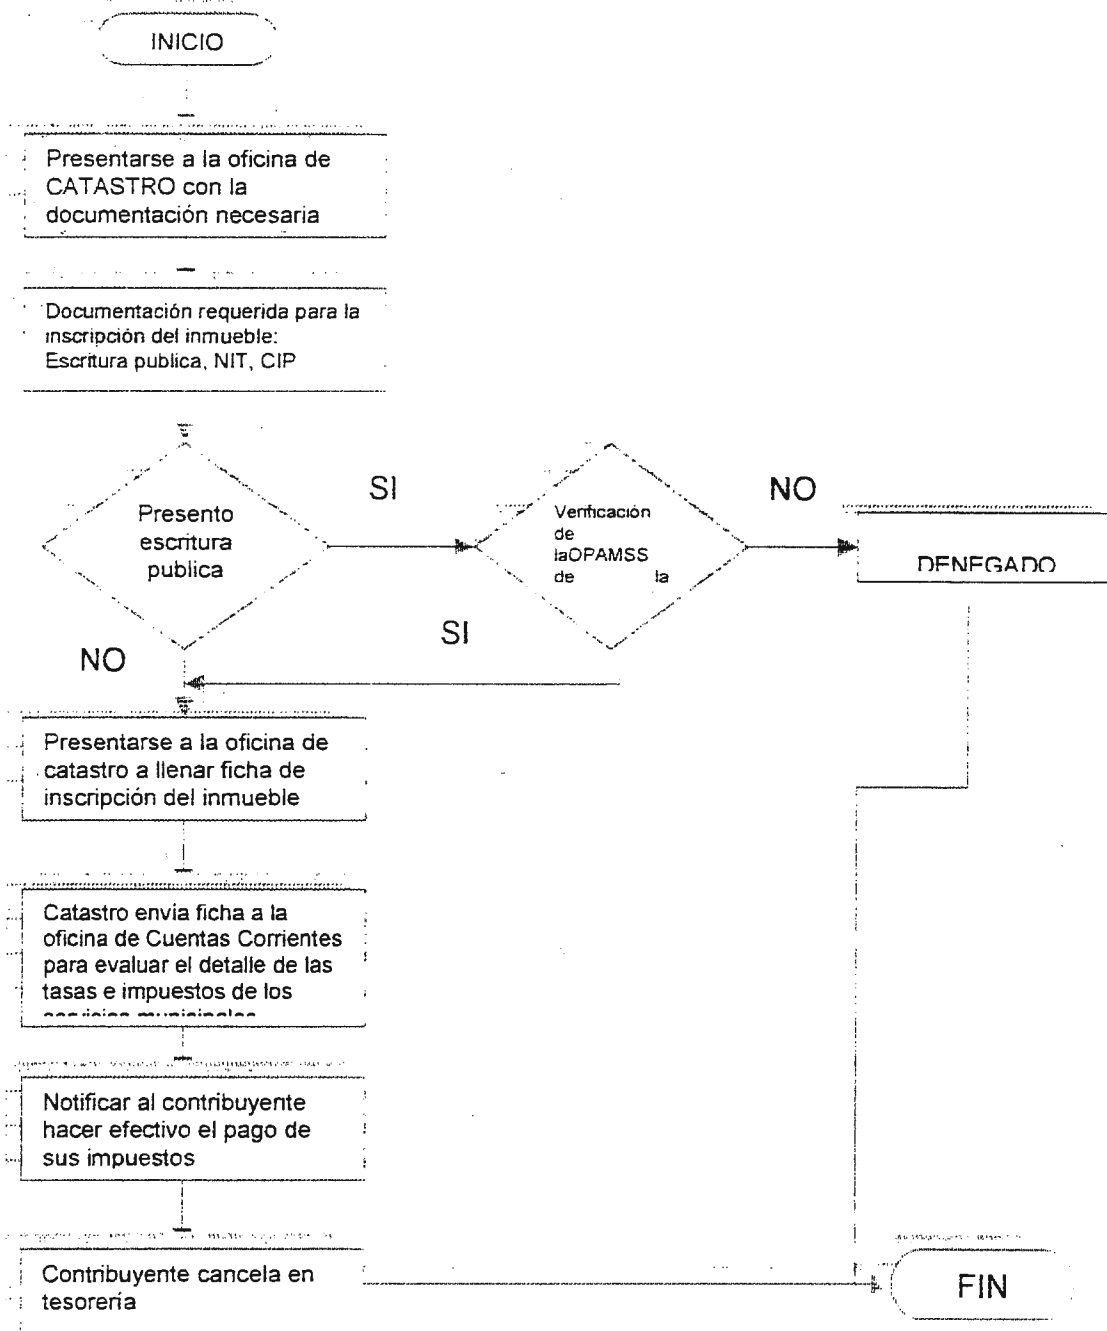 INICIO
Presentarse a la oficina de
CATASTRO con la
documentación necesaria
Documentación requerida para la
inscripción del inmueble:
Escritura publica, NIT, CIP
Presento
escritura
publica
SI
Verificación
de
laOPAMSS
de la
NO
DENEGADO
SI
NO
Presentarse a la oficina de
catastro a llenar ficha de
inscripción del inmueble
Catastro envia ficha a la
oficina de Cuentas Corrientes
para evaluar el detalle de las
tasas e impuestos de los
servicios municipales
Notificar al contribuyente
hacer efectivo el pago de
sus impuestos
Contribuyente cancela en
tesorería
FIN